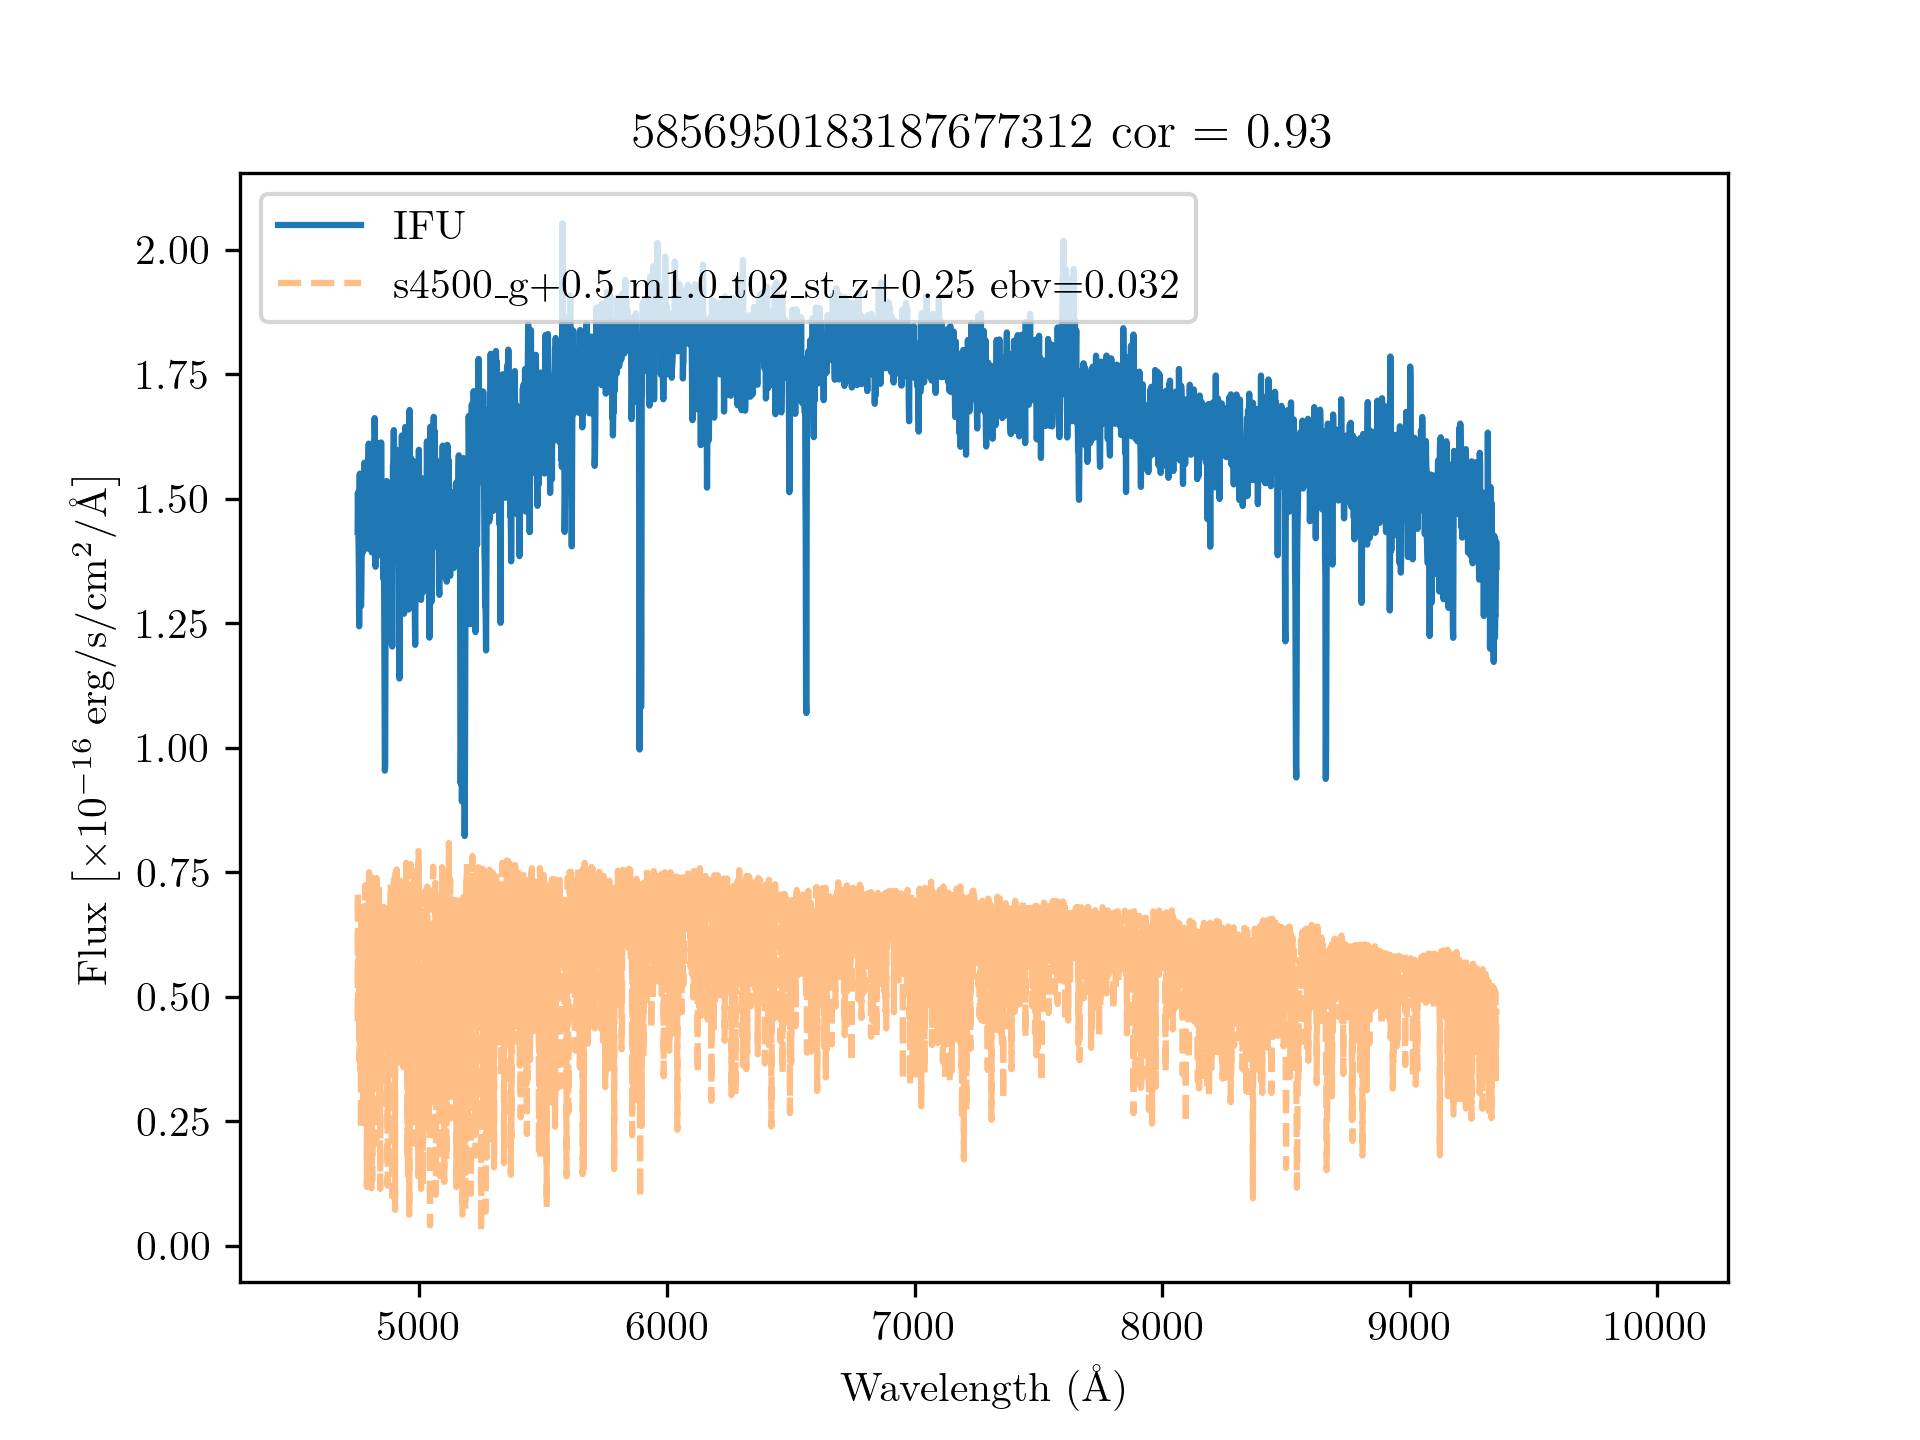 5856950183187677312 cor = 0.93
IFU
s4500_g+0.5_m1.0_t02_st_z+0.25 ebv=0.032
Flux [×10⁻¹⁶ erg/s/cm²/Å]
2.00
1.75
1.50
1.25
1.00
0.75
0.50
0.25
0.00
5000 6000 7000 8000 9000 10000
Wavelength (Å)